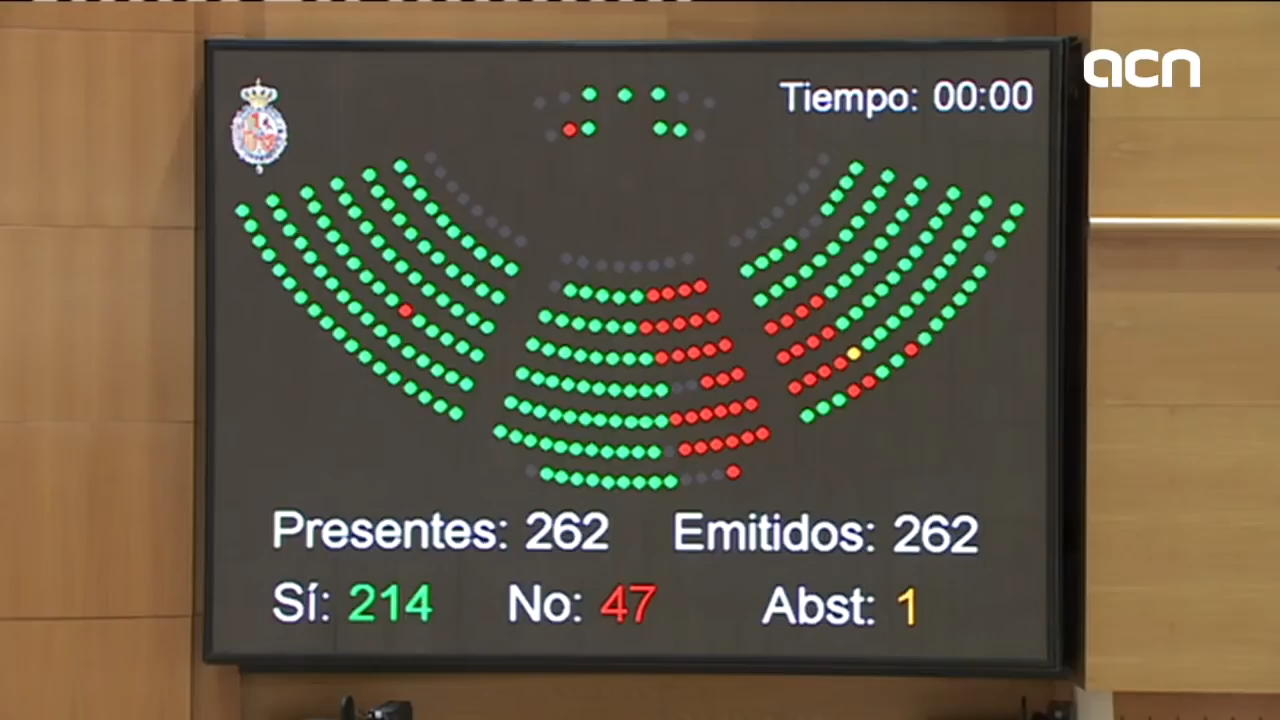 acn
Tiempo: 00:00
Presentes: 262 Emitidos: 262
Sí: 214 No: 47 Abst: 1